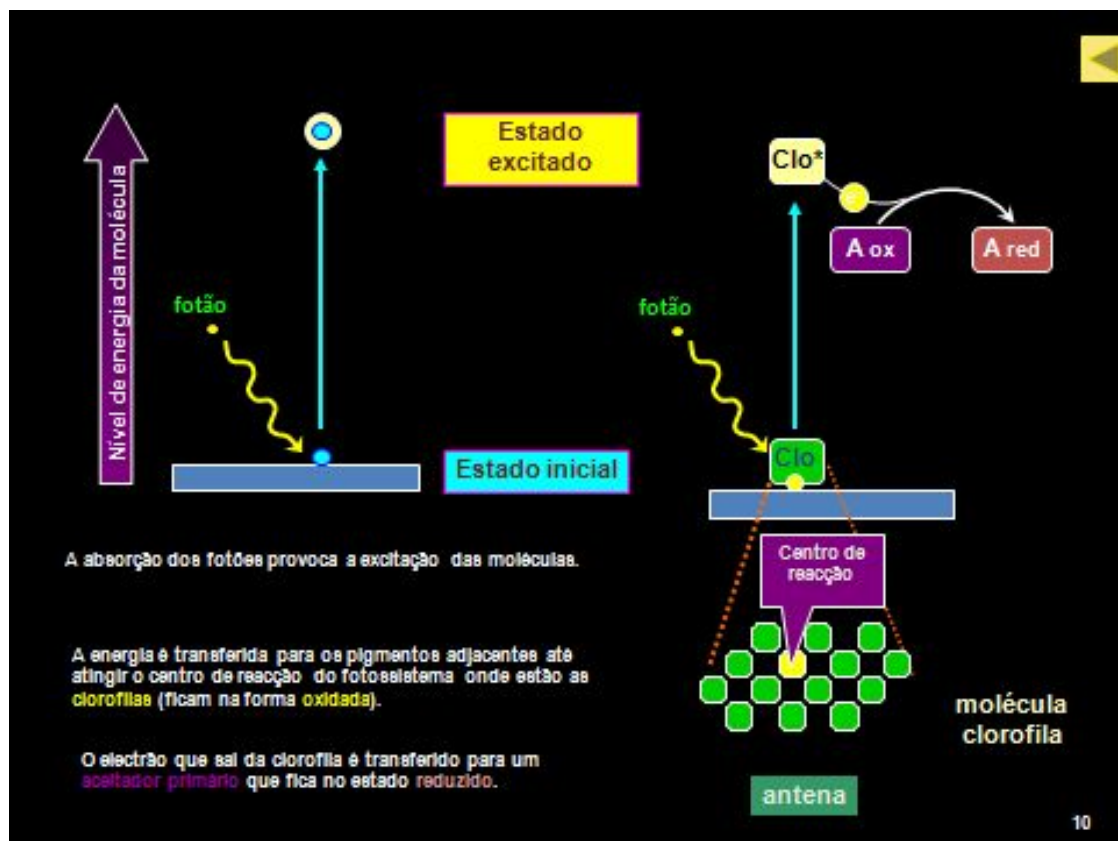 Estado
excitado
Nível de energia da molécula
Clo*
e-
A ox
A red
fotão
fotão
Estado inicial
Clo
A absorção dos fotões provoca a excitação das moléculas.
Centro de
reacção
A energia é transferida para os pigmentos adjacentes até
atingir o centro de reacção do fotossistema onde estão as
clorofilas (ficam na forma oxidada).
molécula
clorofila
O electrão que sai da clorofila é transferido para um
aceitador primário que fica no estado reduzido.
antena
10